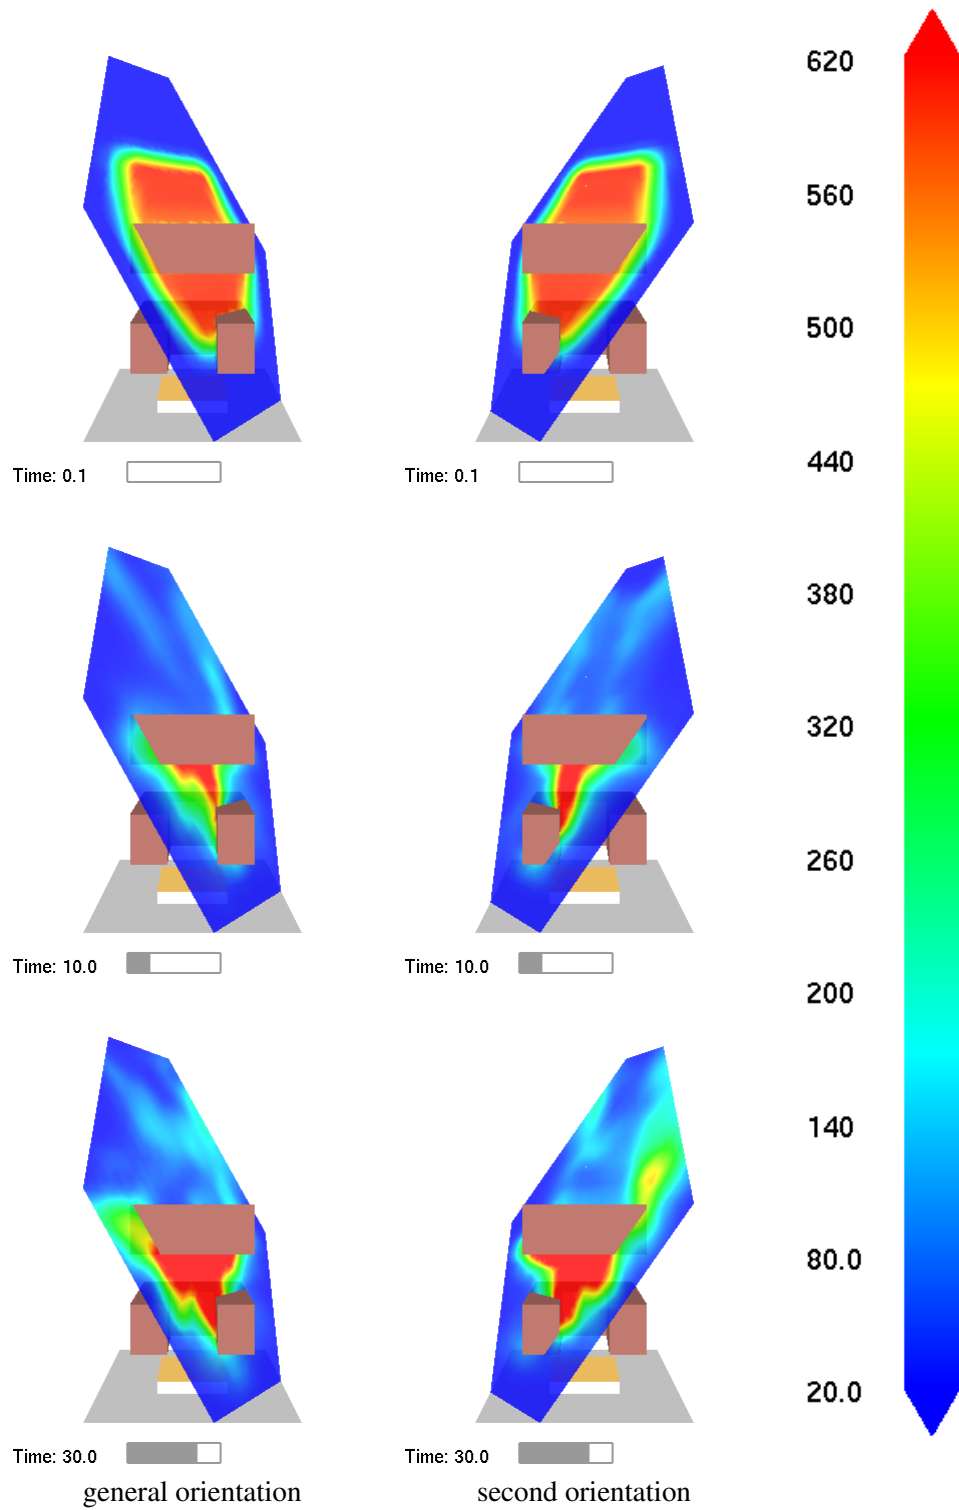 620
560
500
440
Time: 0.1
Time: 0.1
380
320
260
Time: 10.0
Time: 10.0
200
140
80.0
20.0
Time: 30.0
Time: 30.0
general orientation
second orientation